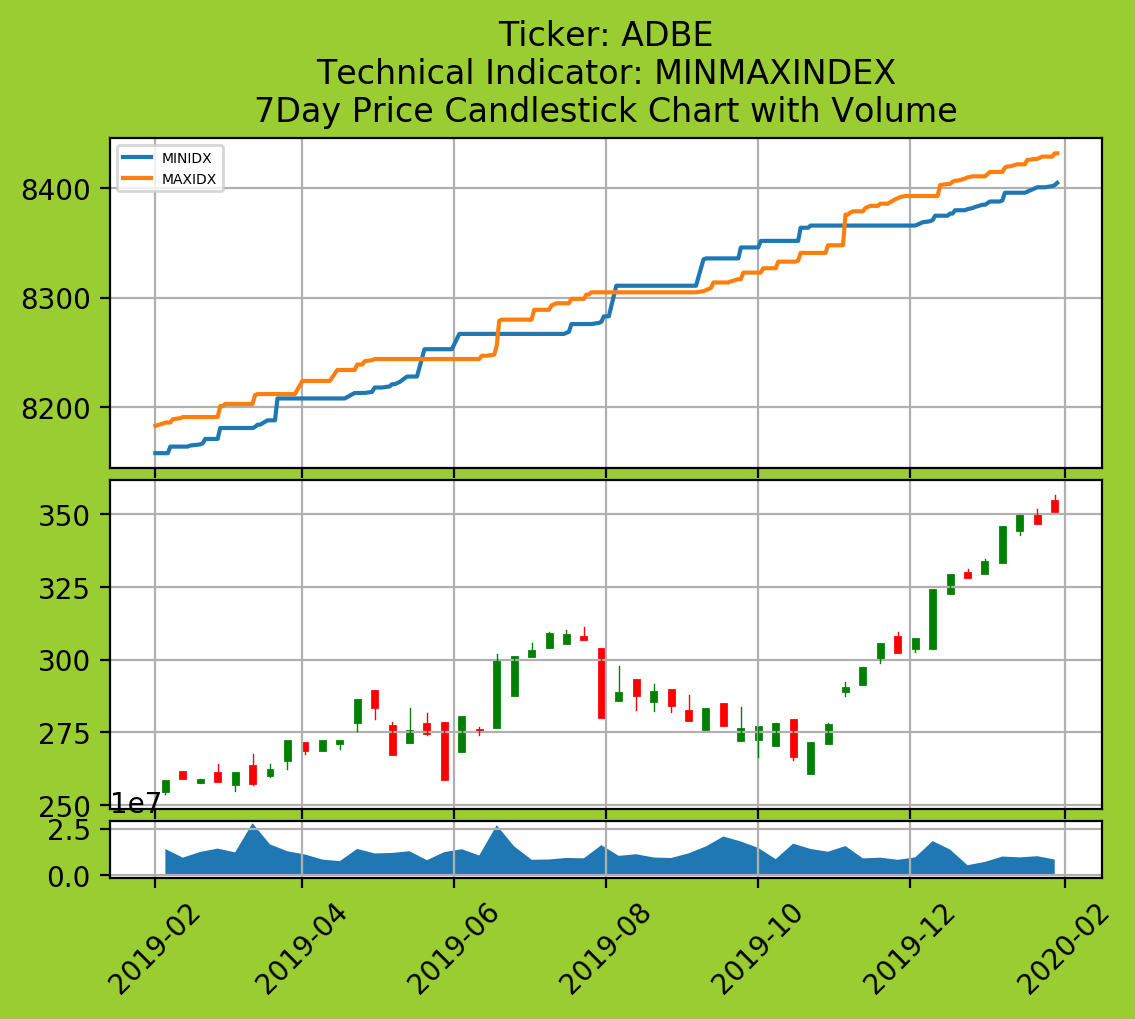 Ticker: ADBE
Technical Indicator: MINMAXINDEX
7Day Price Candlestick Chart with Volume
MINIDX
MAXIDX
8400
8300
8200
350
325
300
275
250
1e7
2.5
0.0
2019-02
2019-04
2019-06
2019-08
2019-10
2019-12
2020-02